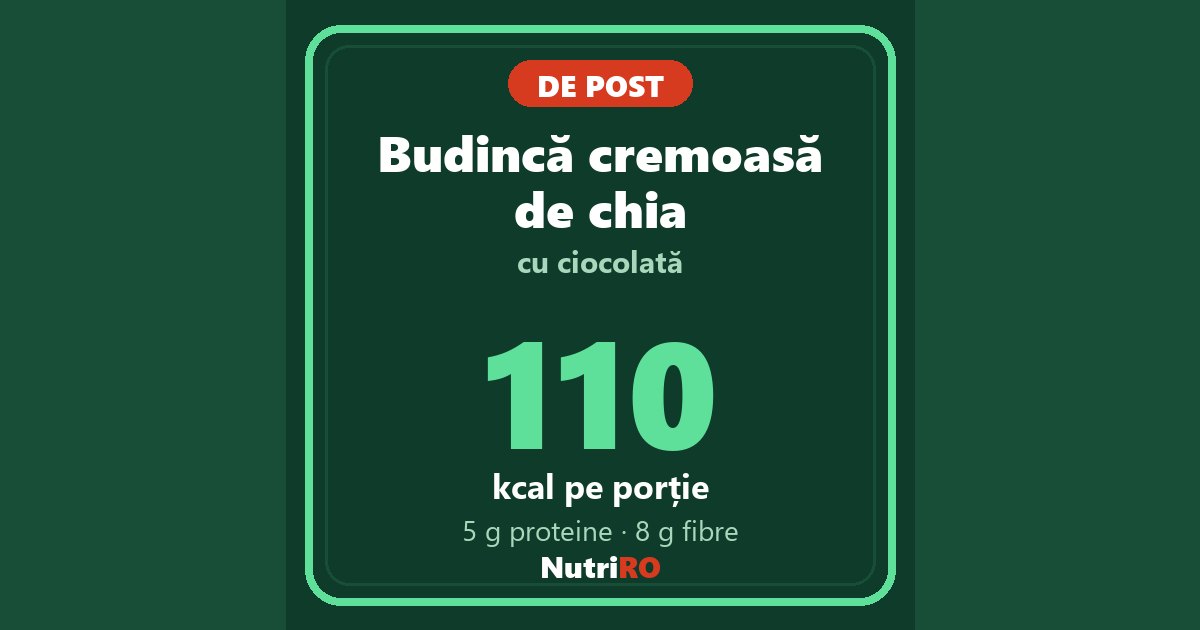 DE POST
Budincă cremoasă
de chia
cu ciocolată
110
kcal pe porție
5 g proteine · 8 g fibre
NutriRO